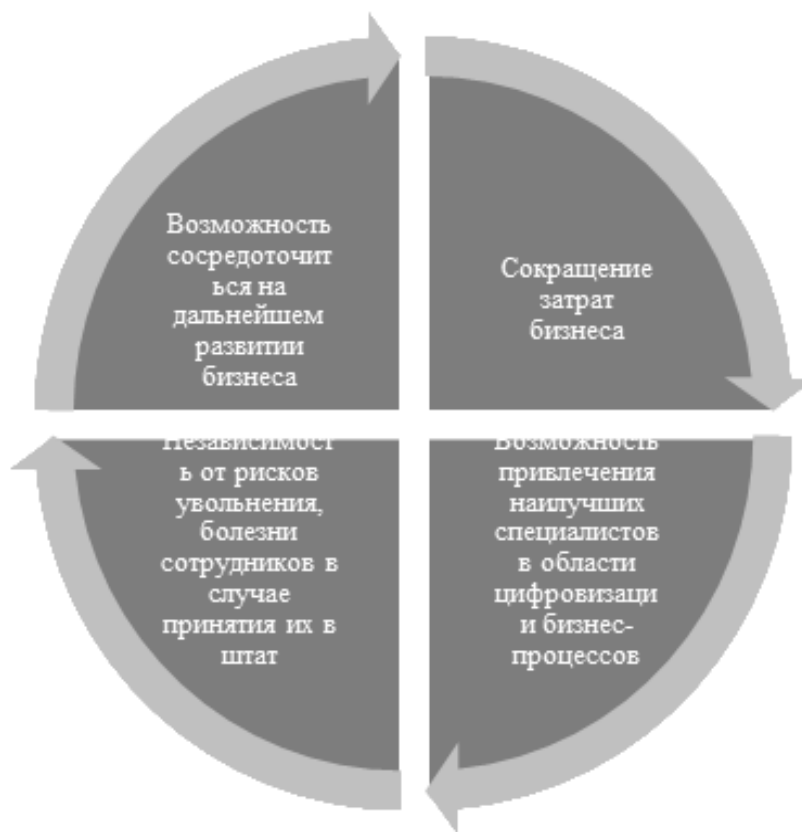 Возможность
сосредоточит
ься на
дальнейшем
развитии
бизнеса
Сокращение
затрат
бизнеса
Независимост
ь от рисков
увольнения,
болезни
сотрудников в
случае
принятия их в
штат
Возможность
привлечения
наилучших
специалистов
в области
цифровизаци
и бизнес-
процессов